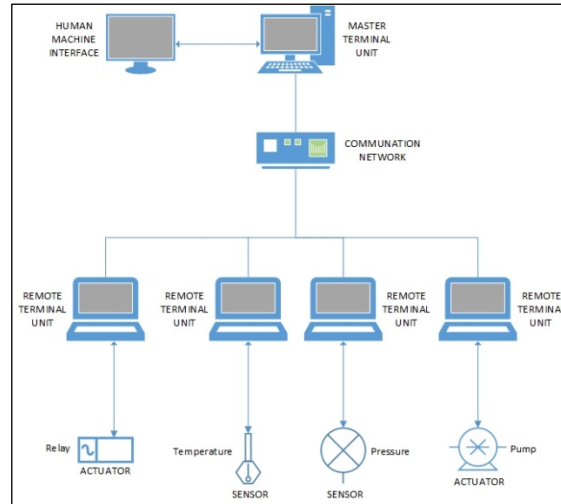 HUMAN
MACHINE
INTERFACE
MASTER
TERMINAL
UNIT
COMMUNATION
NETWORK
REMOTE
TERMINAL
UNIT
REMOTE
TERMINAL
UNIT
REMOTE
TERMINAL
UNIT
REMOTE
TERMINAL
UNIT
Relay
ACTUATOR
Temperature
SENSOR
Pressure
SENSOR
Pump
ACTUATOR